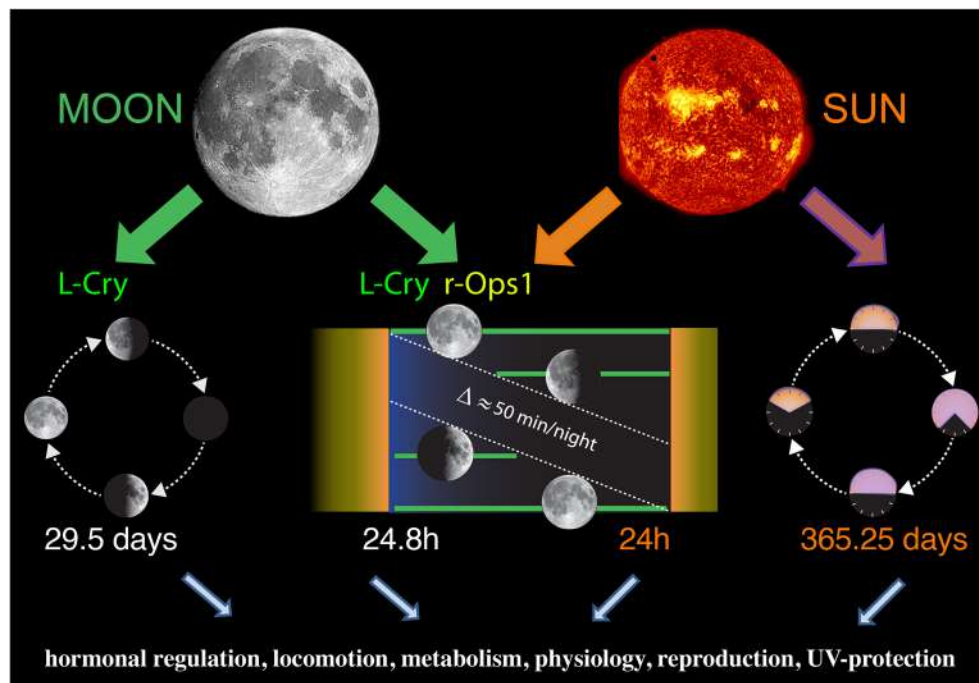 MOON
SUN
L-Cry
L-Cry r-Ops1
Δ ≈ 50 min/night
29.5 days
24.8h
24h
365.25 days
hormonal regulation, locomotion, metabolism, physiology, reproduction, UV-protection